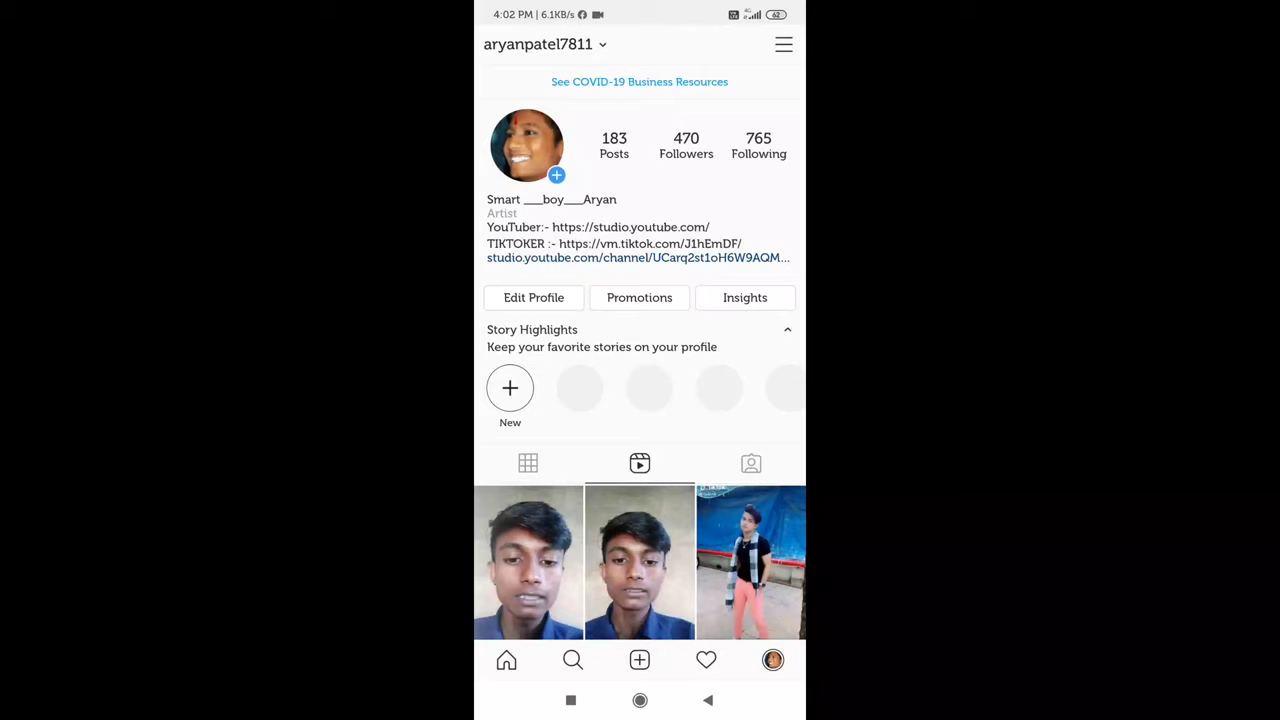 4:02 PM | 6.1KB/s
4G
62
aryanpatel7811
See COVID-19 Business Resources
183 470 765
Posts Followers Following
Smart ___boy___Aryan
Artist
YouTuber:- https://studio.youtube.com/
TIKTOKER :- https://vm.tiktok.com/J1hEmDF/
studio.youtube.com/channel/UCarq2st1oH6W9AQM...
Edit Profile Promotions Insights
Story Highlights
Keep your favorite stories on your profile
New